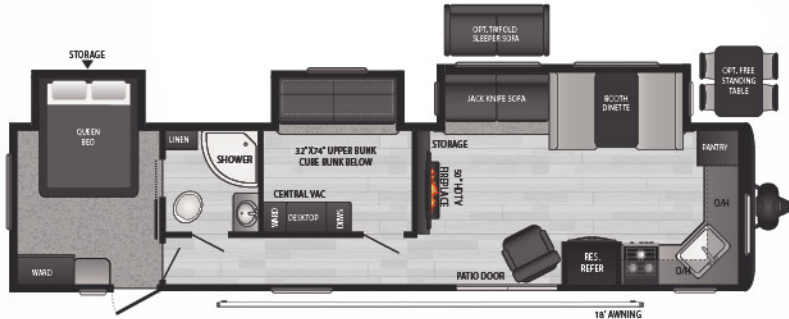 OPT. TRIFOLD
SLEEPER SOFA
STORAGE
QUEEN
BED
LINEN
SHOWER
32"X74" UPPER BUNK
CUBE BUNK BELOW
CENTRAL VAC
WARD
DESKTOP
SWVD
JACK KNIFE SOFA
BOOTH
DINETTE
OPT. FREE
STANDING
TABLE
STORAGE
50" HDTV
FIREPLACE
PANTRY
O/H
O/H
RES.
REFER
PATIO DOOR
WARD
18' AWNING